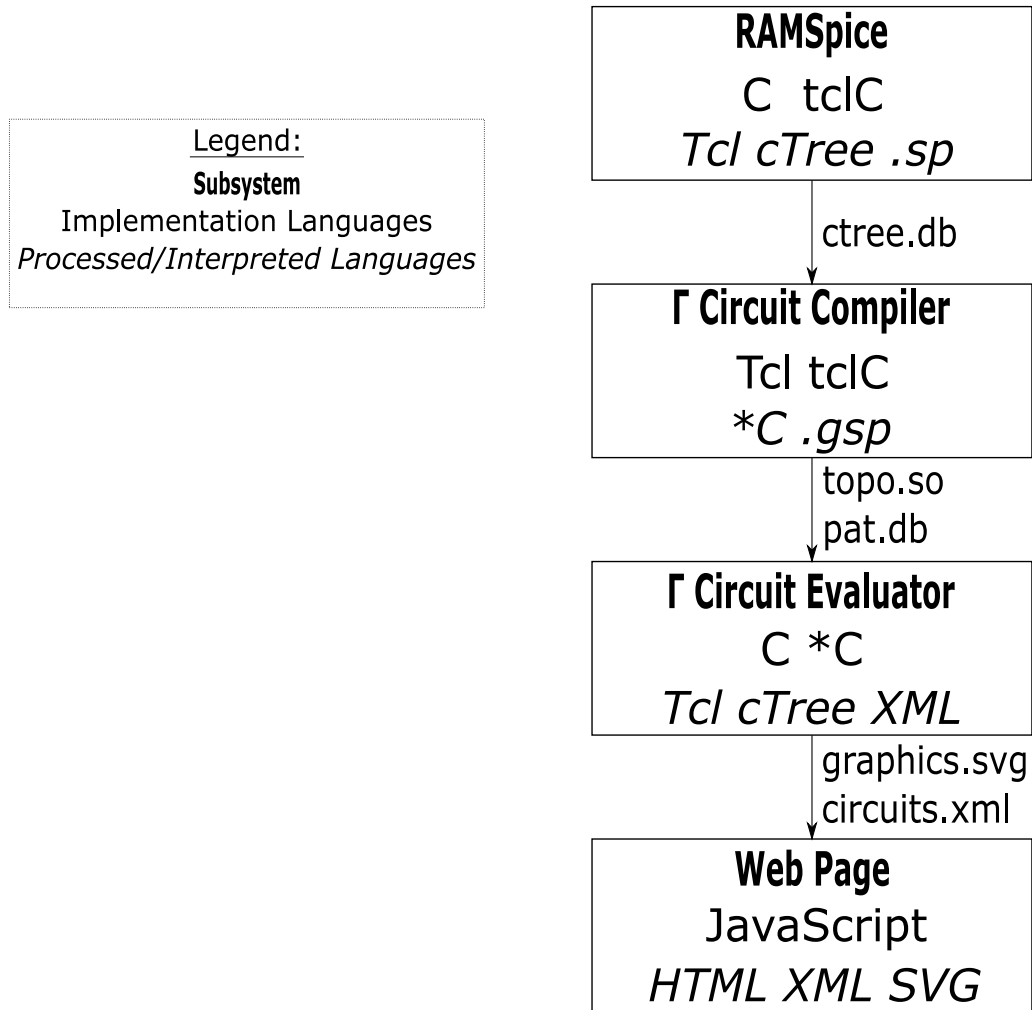 RAMSpice
C tclC
Tcl cTree .sp
Legend:
Subsystem
Implementation Languages
Processed/Interpreted Languages
ctree.db
Γ Circuit Compiler
Tcl tclC
*C .gsp
topo.so
pat.db
Γ Circuit Evaluator
C *C
Tcl cTree XML
graphics.svg
circuits.xml
Web Page
JavaScript
HTML XML SVG